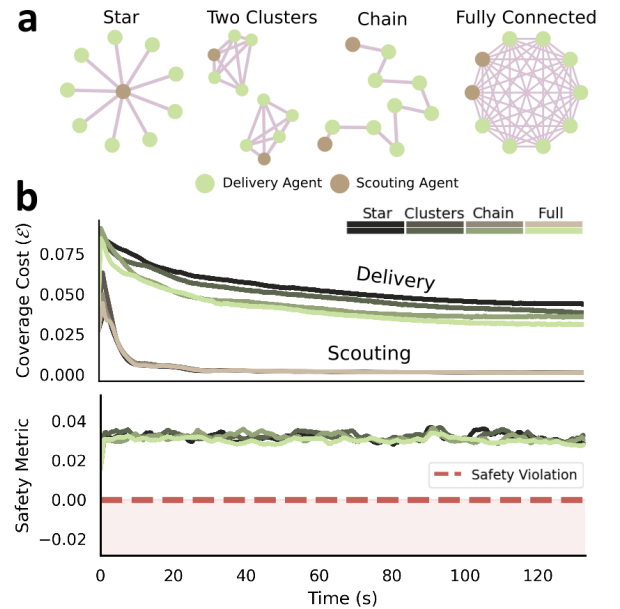 a
Star
Two Clusters
Chain
Fully Connected
Delivery Agent
Scouting Agent
b
Star Clusters Chain Full
Coverage Cost (ℰ)
0.075
0.050
0.025
0.000
Delivery
Scouting
Safety Metric
0.04
0.02
0.00
−0.02
Safety Violation
0 20 40 60 80 100 120
Time (s)